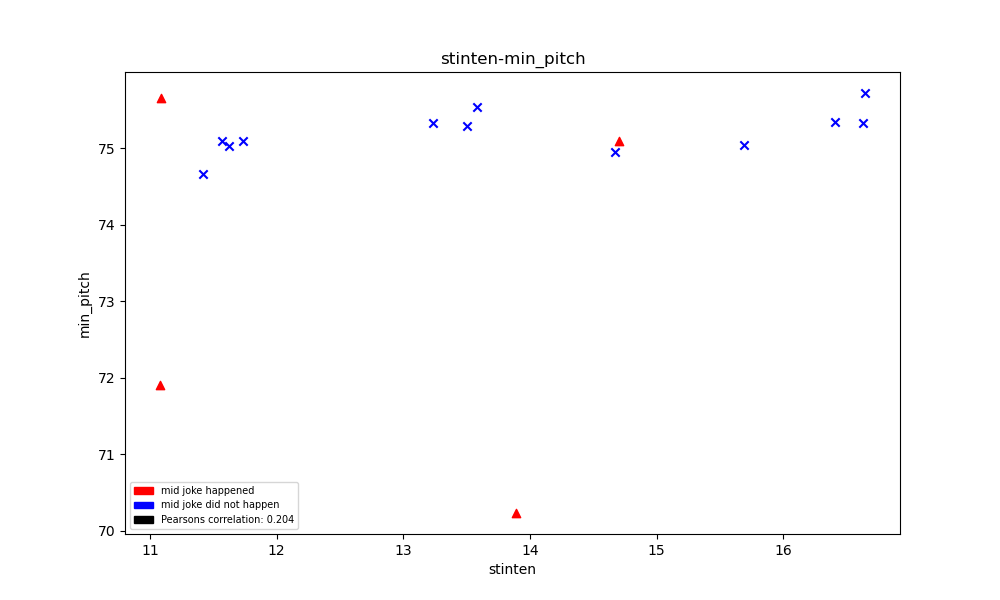 stinten-min_pitch
min_pitch
75
74
73
72
71
70
mid joke happened
mid joke did not happen
Pearsons correlation: 0.204
11 12 13 14 15 16
stinten